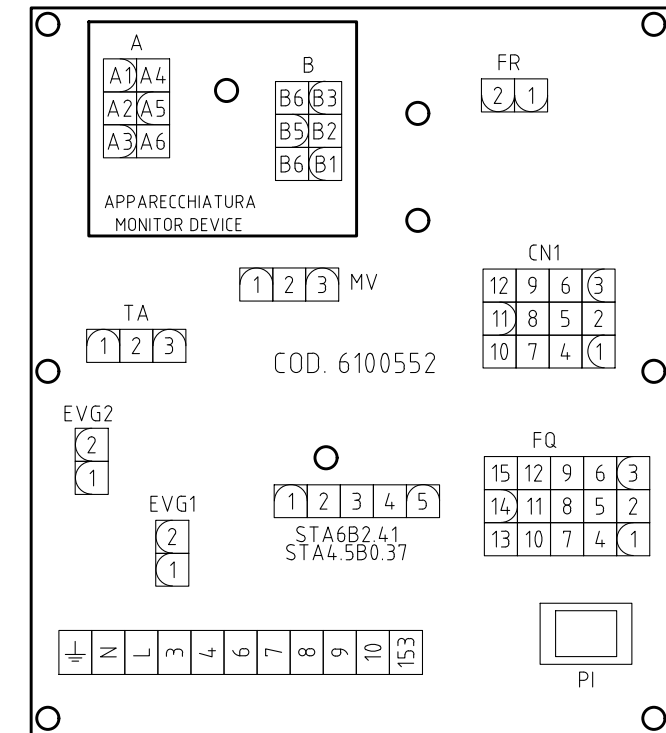 A
A1 A4
A2 A5
A3 A6
B
B6 B3
B5 B2
B6 B1
APPARECCHIATURA
MONITOR DEVICE
FR
2 1
1 2 3 MV
CN1
12 9 6 3
11 8 5 2
10 7 4 1
TA
1 2 3
COD. 6100552
EVG2
2
1
EVG1
2
1
1 2 3 4 5
STA6B2.41
STA4.5B0.37
FQ
15 12 9 6 3
14 11 8 5 2
13 10 7 4 1
N L 3 4 6 7 8 9 10 153
PI